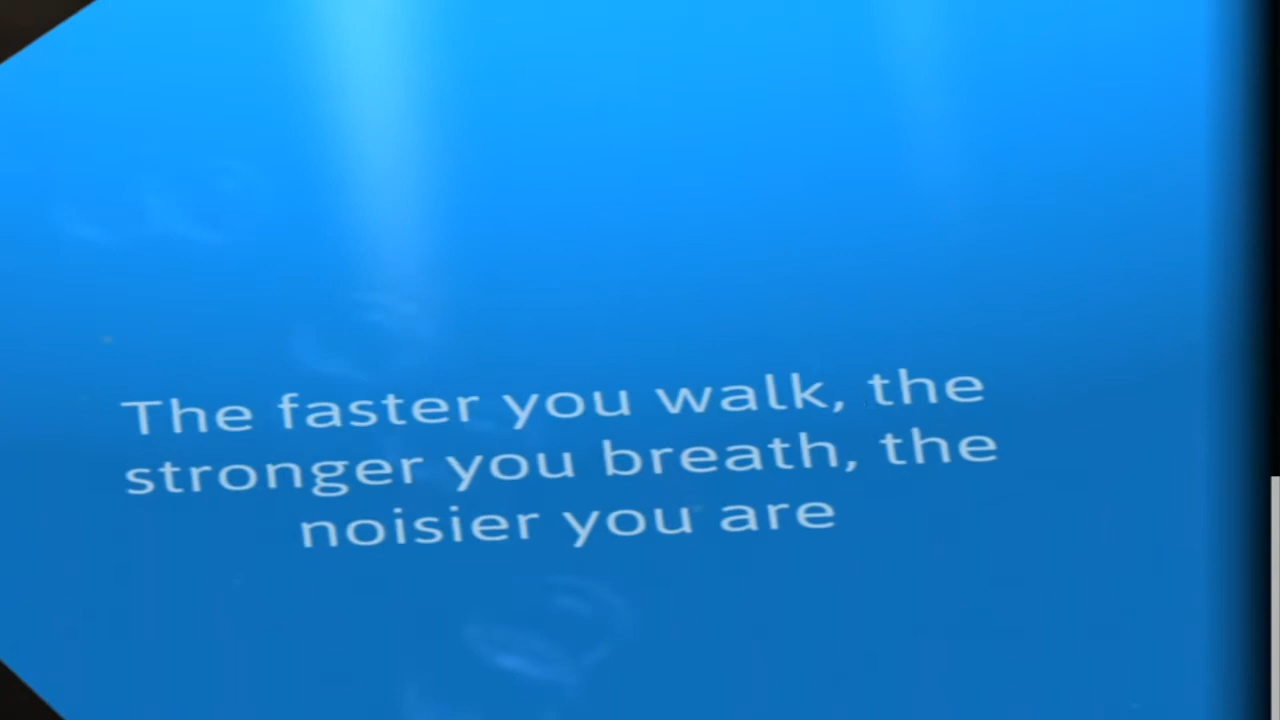 The faster you walk, the
stronger you breath, the
noisier you are